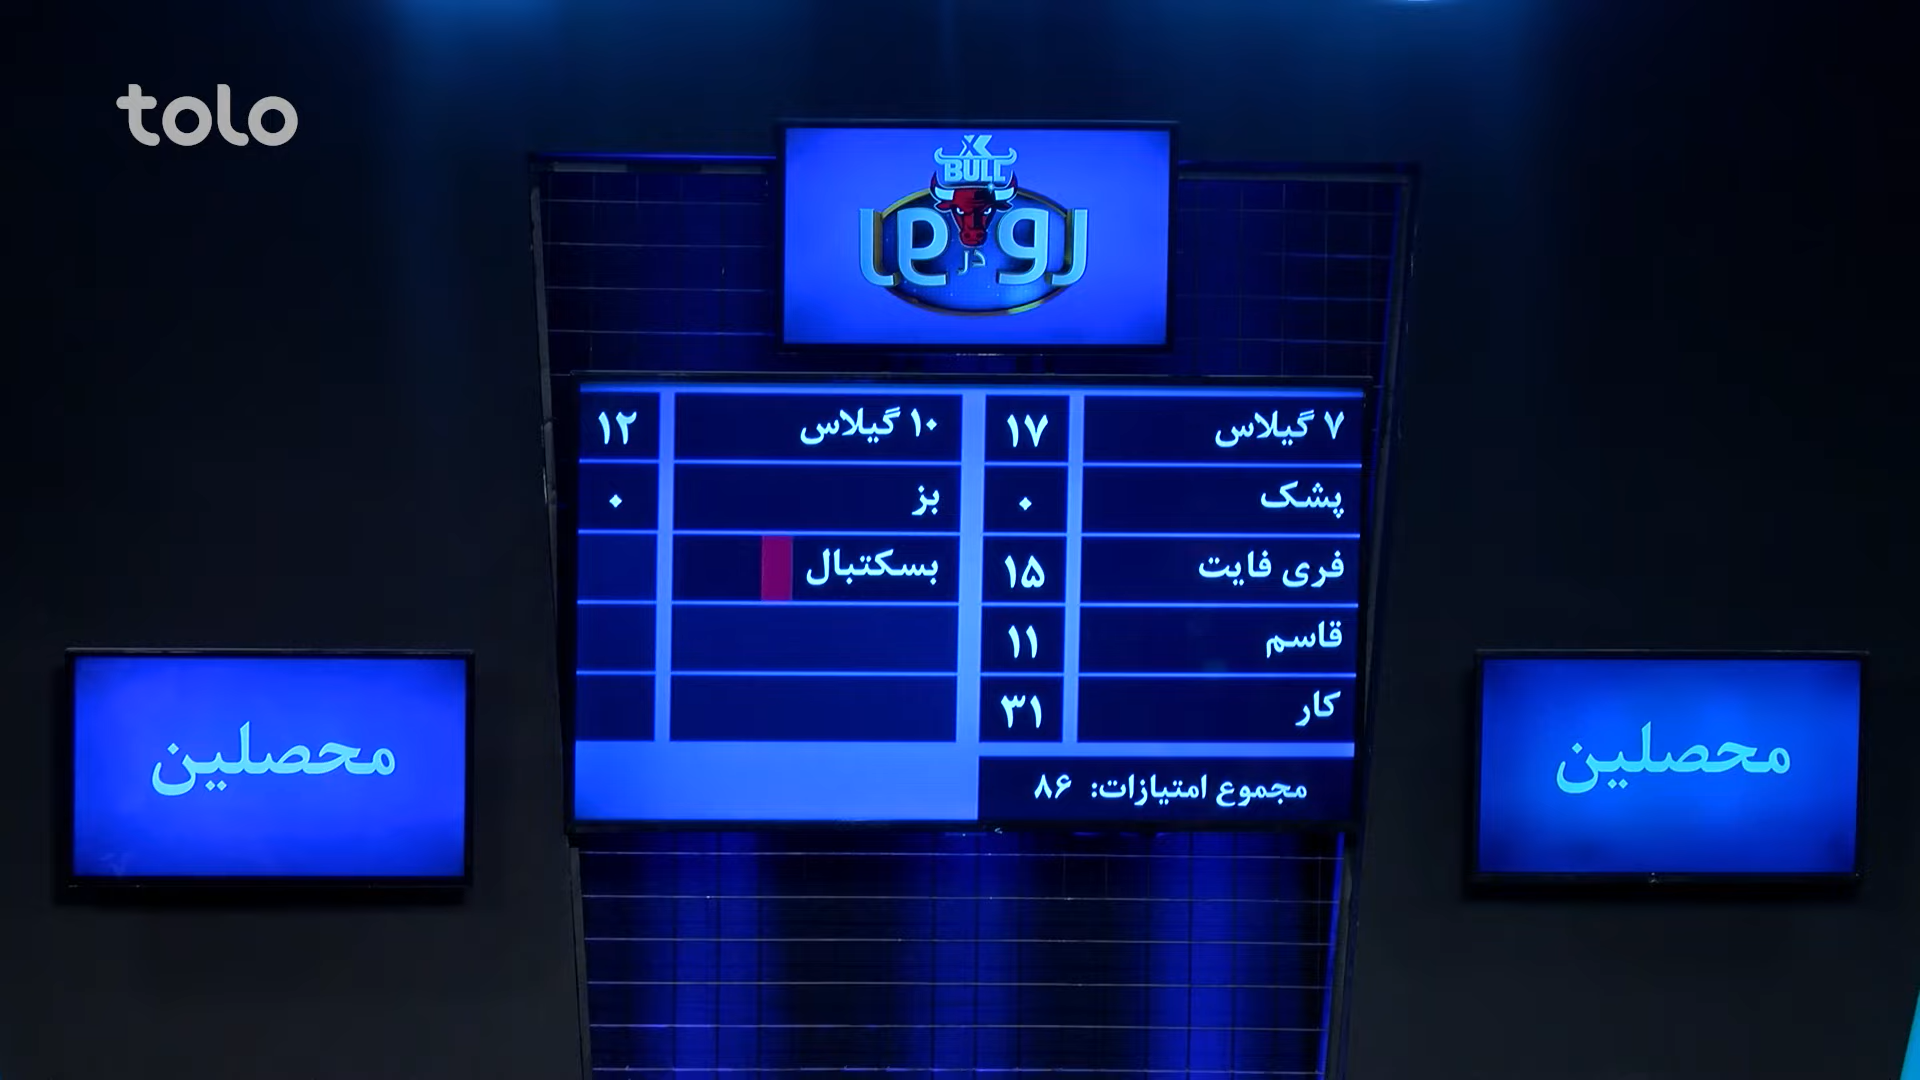 tolo
XK
BULL
رو در رو
۷ گیلاس ۱۷
پشک ۰
فری فایت ۱۵
قاسم ۱۱
کار ۳۱
۱۰ گیلاس ۱۲
بز ۰
بسکتبال
مجموع امتیازات: ۸۶
محصلین
محصلین